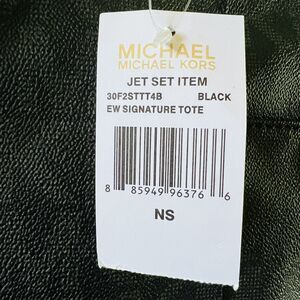 MICHAEL
MICHAEL KORS
JET SET ITEM
30F2STTT4B BLACK
EW SIGNATURE TOTE
8 85949 96376 6
NS